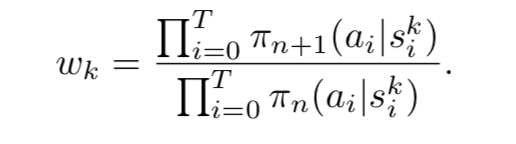 w_k = \frac{\prod_{i=0}^{T} \pi_{n+1}(a_i|s_i^k)}{\prod_{i=0}^{T} \pi_n(a_i|s_i^k)}.